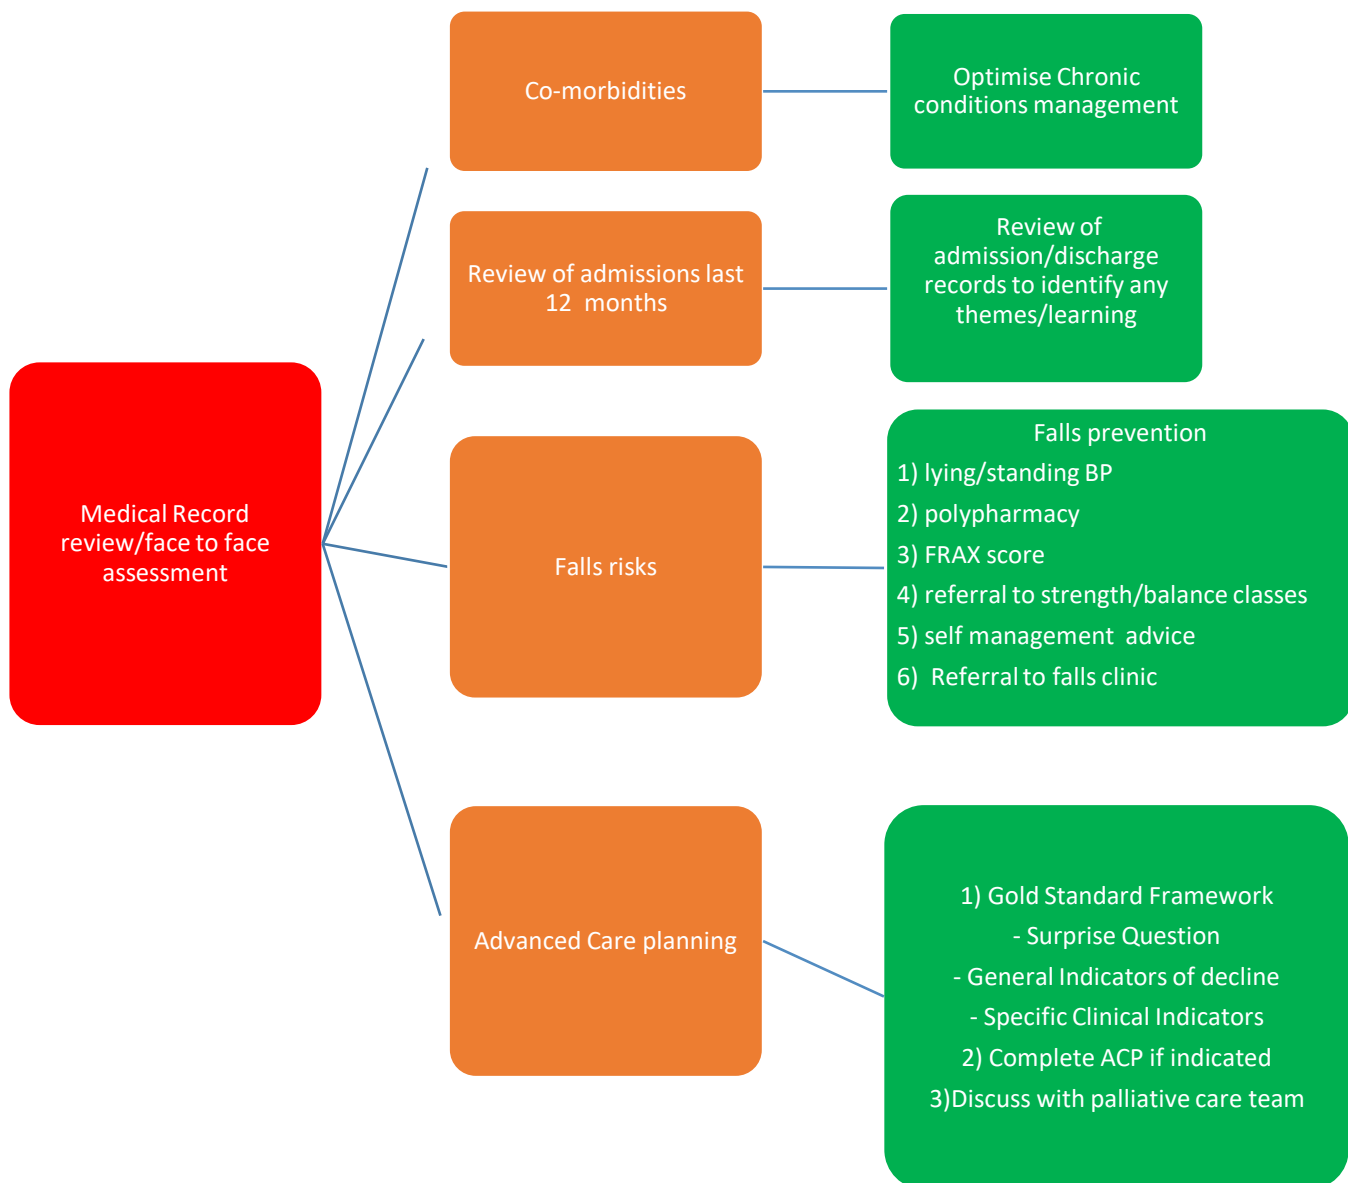 Co-morbidities
Optimise Chronic
conditions management
Review of admissions last
12  months
Review of
admission/discharge
records to identify any
themes/learning
Medical Record
review/face to face
assessment
Falls risks
Falls prevention
1) lying/standing BP
2) polypharmacy
3) FRAX score
4) referral to strength/balance classes
5) self management  advice
6)  Referral to falls clinic
Advanced Care planning
1) Gold Standard Framework
- Surprise Question
- General Indicators of decline
- Specific Clinical Indicators
2) Complete ACP if indicated
3)Discuss with palliative care team